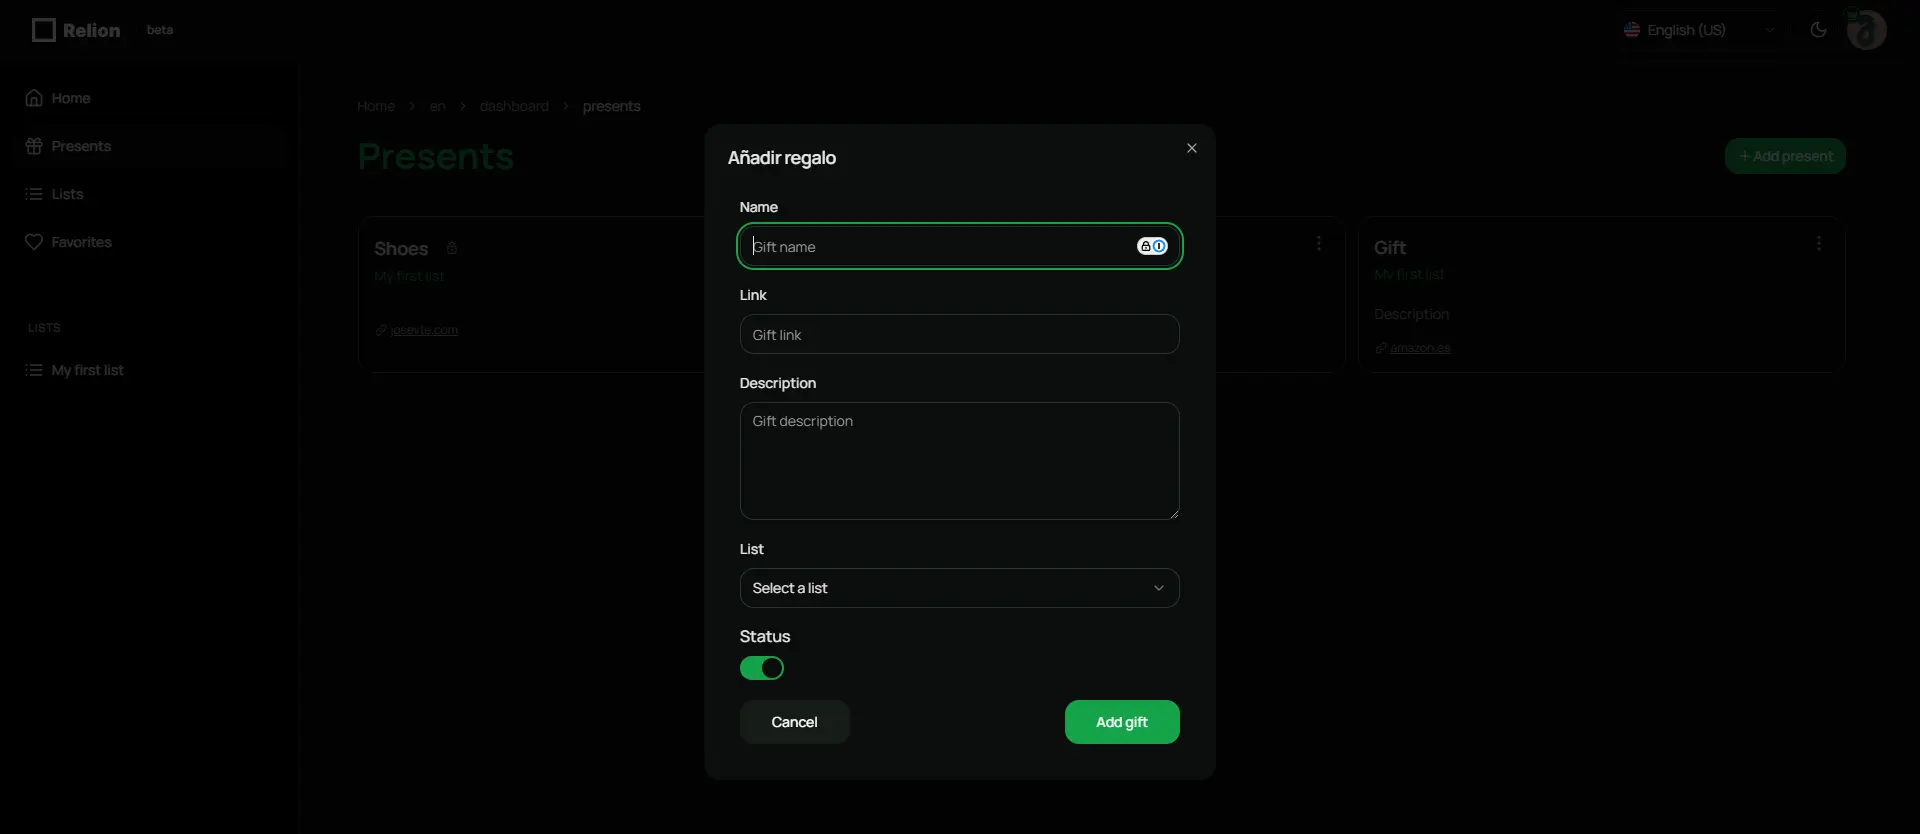 Relion beta
English (US)
Home
Presents
Lists
Favorites
LISTS
My first list
Home > en > dashboard > presents
Presents
+ Add present
Shoes
My first list
josevte.com
Gift
My first list
Description
amazon.es
Añadir regalo
Name
Gift name
Link
Gift link
Description
Gift description
List
Select a list
Status
Cancel
Add gift